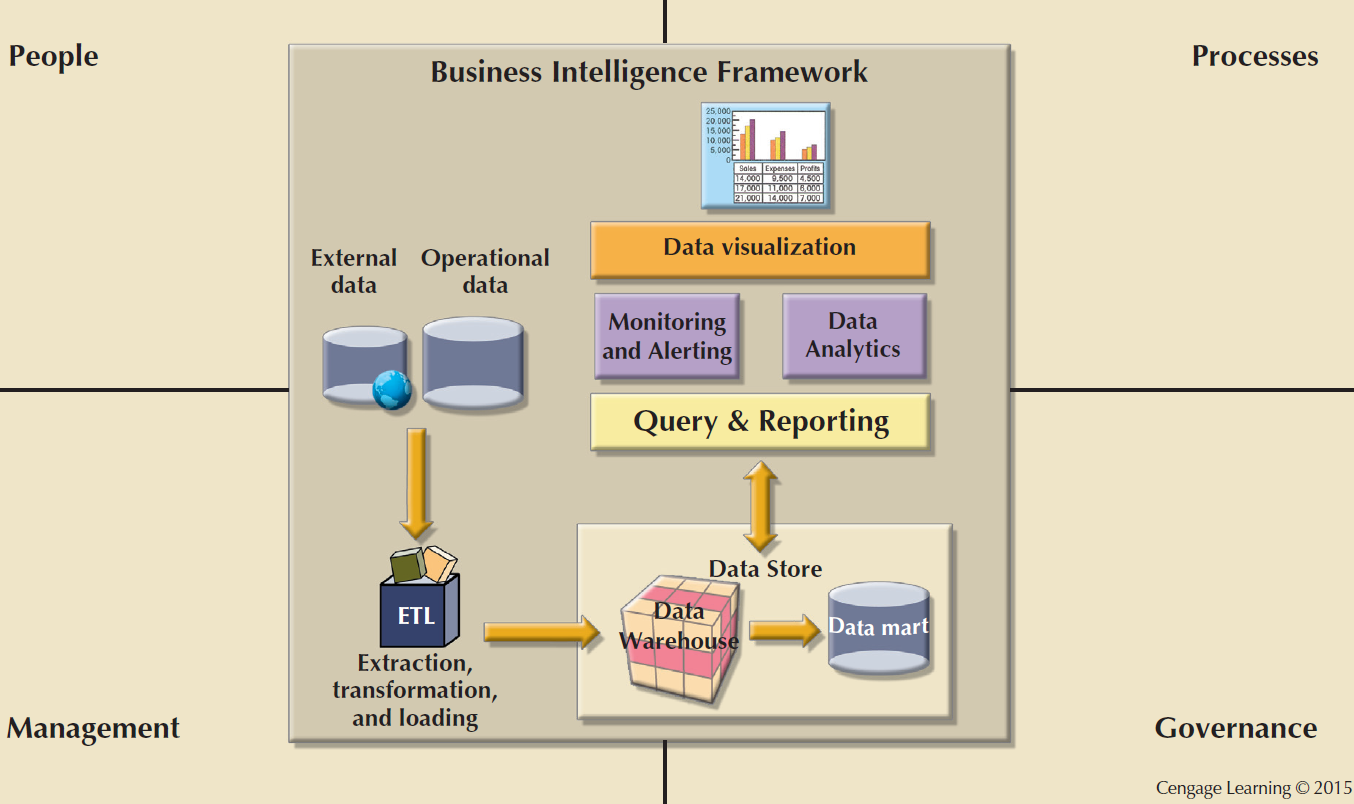 People
Processes
Business Intelligence Framework
25,000
20,000
15,000
10,000
5,000
0
Sales Expenses Profits
14,000 9,500 4,500
17,000 11,000 6,000
21,000 14,000 7,000
Data visualization
External
data
Operational
data
Monitoring
and Alerting
Data
Analytics
Query & Reporting
ETL
Extraction,
transformation,
and loading
Data Store
Data
Warehouse
Data mart
Management
Governance
Cengage Learning © 2015